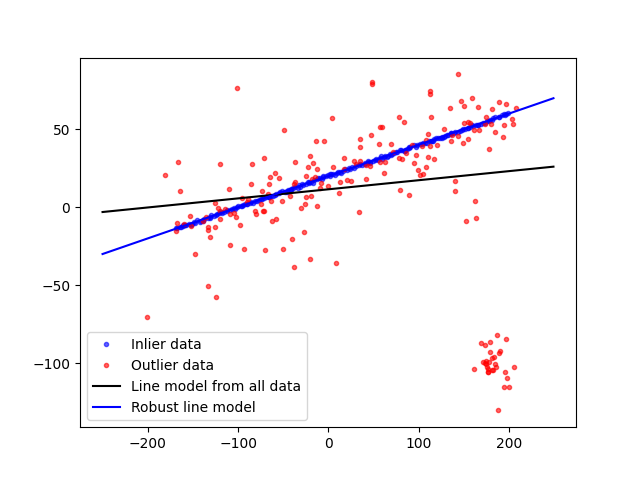 50
0
−50
−100
Inlier data
Outlier data
Line model from all data
Robust line model
−200
−100
0
100
200